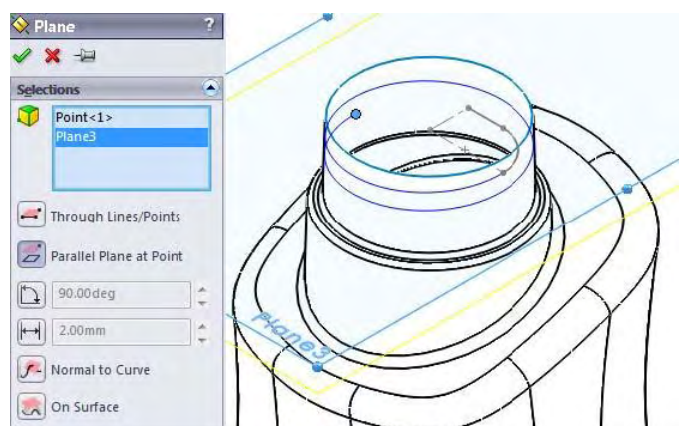 Plane ?
Selections
Point<1>
Plane3
Through Lines/Points
Parallel Plane at Point
90.00deg
2.00mm
Normal to Curve
On Surface
Plane3